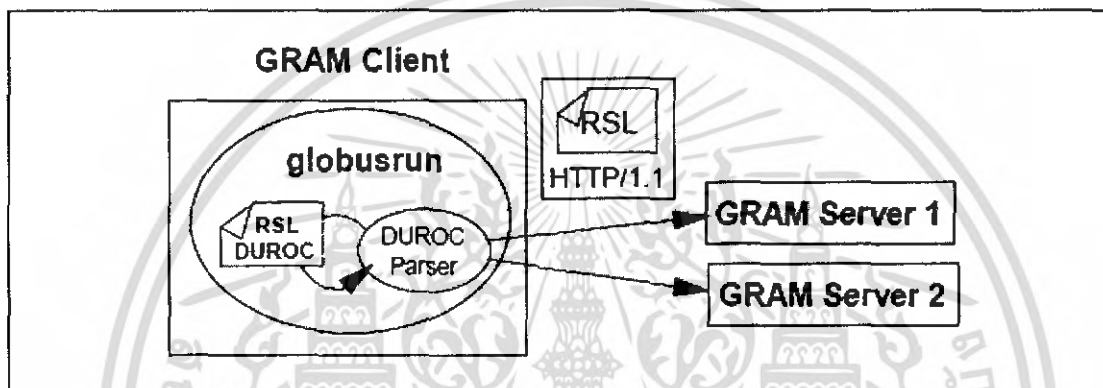 GRAM Client
globusrun
RSL
DUROC
DUROC
Parser
RSL
HTTP/1.1
GRAM Server 1
GRAM Server 2